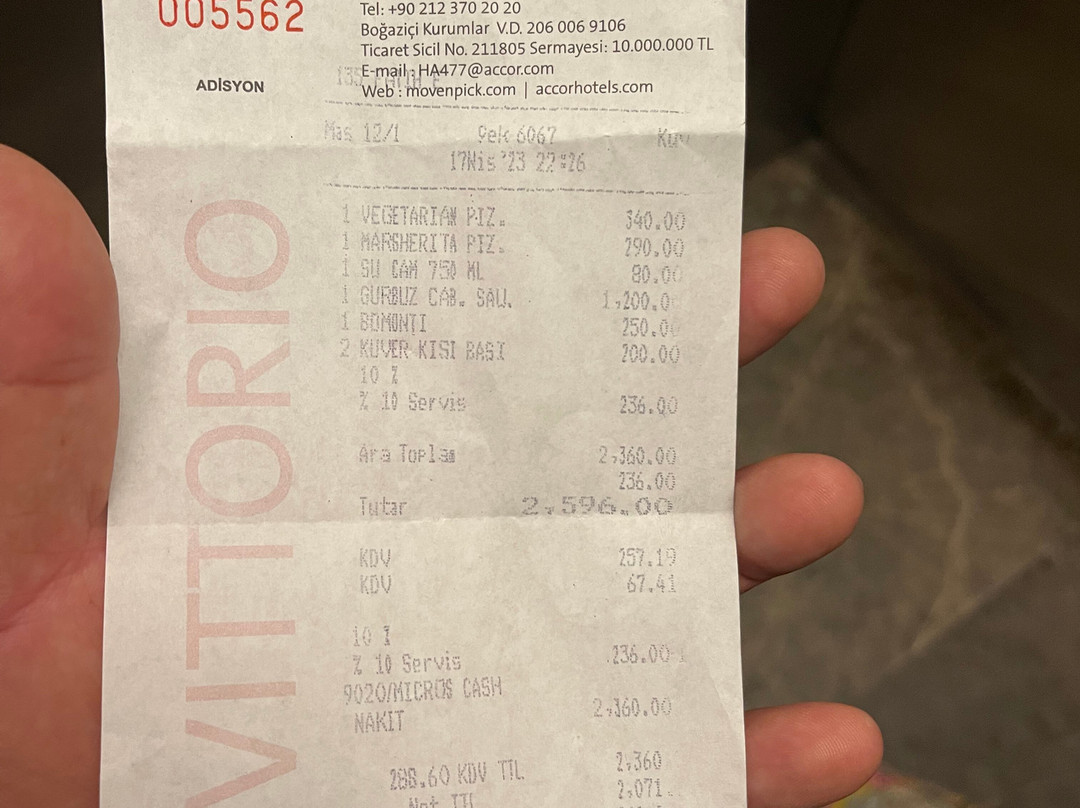 005562
Tel: +90 212 370 20 20
Boğaziçi Kurumlar V.D. 206 006 9106
Ticaret Sicil No. 211805 Sermayesi: 10.000.000 TL
E-mail : HA477@accor.com
ADİSYON
Web : movenpick.com | accorhotels.com
Mas 12/1 Çek 6067
17Nis '23 22:26
VITTORIO
1 VEGETARIAN PIZ. 340.00
1 MARGHERITA PIZ. 290.00
1 SU CAM 750 ML 80.00
1 GURBUZ CAB. SAU. 1,200.0
1 BOMONTI 250.0
2 KUVER KISI BASI 200.00
10 %
% 10 Servis 236.00
Ara Toplam 2,360.00
236.00
Tutar 2,596.00
KDV 257.19
KDV 67.41
10 %
% 10 Servis 236.00
9020/MICROS CASH
NAKIT 2,360.00
288.60 KDV TTL 2,360
Net TTL 2,071